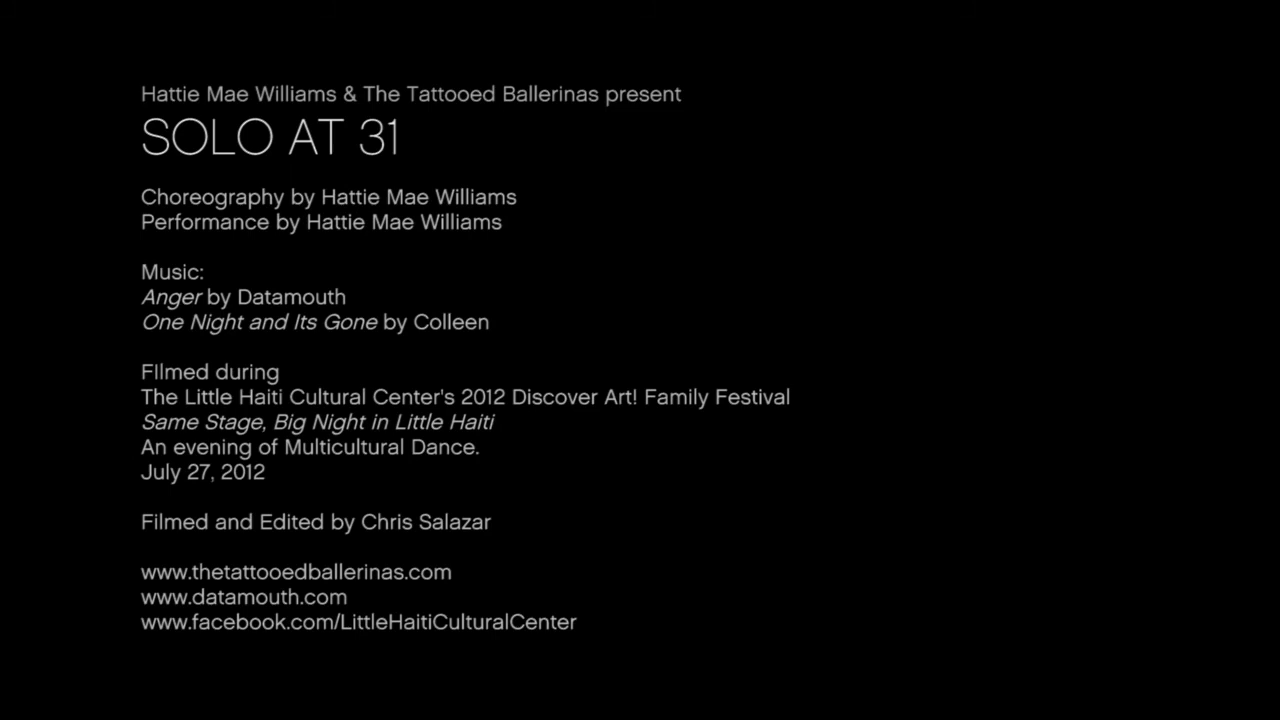 Hattie Mae Williams & The Tattooed Ballerinas present
SOLO AT 31
Choreography by Hattie Mae Williams
Performance by Hattie Mae Williams
Music:
Anger by Datamouth
One Night and Its Gone by Colleen
FIlmed during
The Little Haiti Cultural Center's 2012 Discover Art! Family Festival
Same Stage, Big Night in Little Haiti
An evening of Multicultural Dance.
July 27, 2012
Filmed and Edited by Chris Salazar
www.thetattooedballerinas.com
www.datamouth.com
www.facebook.com/LittleHaitiCulturalCenter